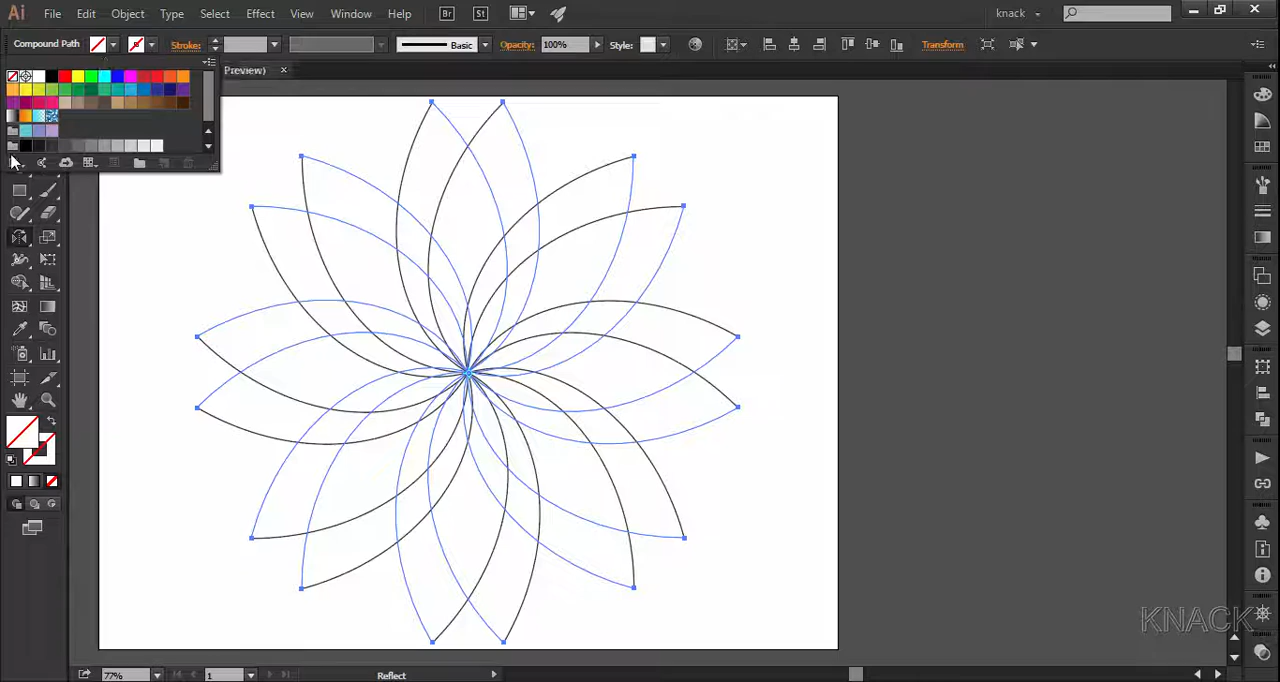 Ai File Edit Object Type Select Effect View Window Help Br St knack
Compound Path Stroke: Basic Opacity: 100% Style: Transform
Preview)
KNACK
77% 1 Reflect